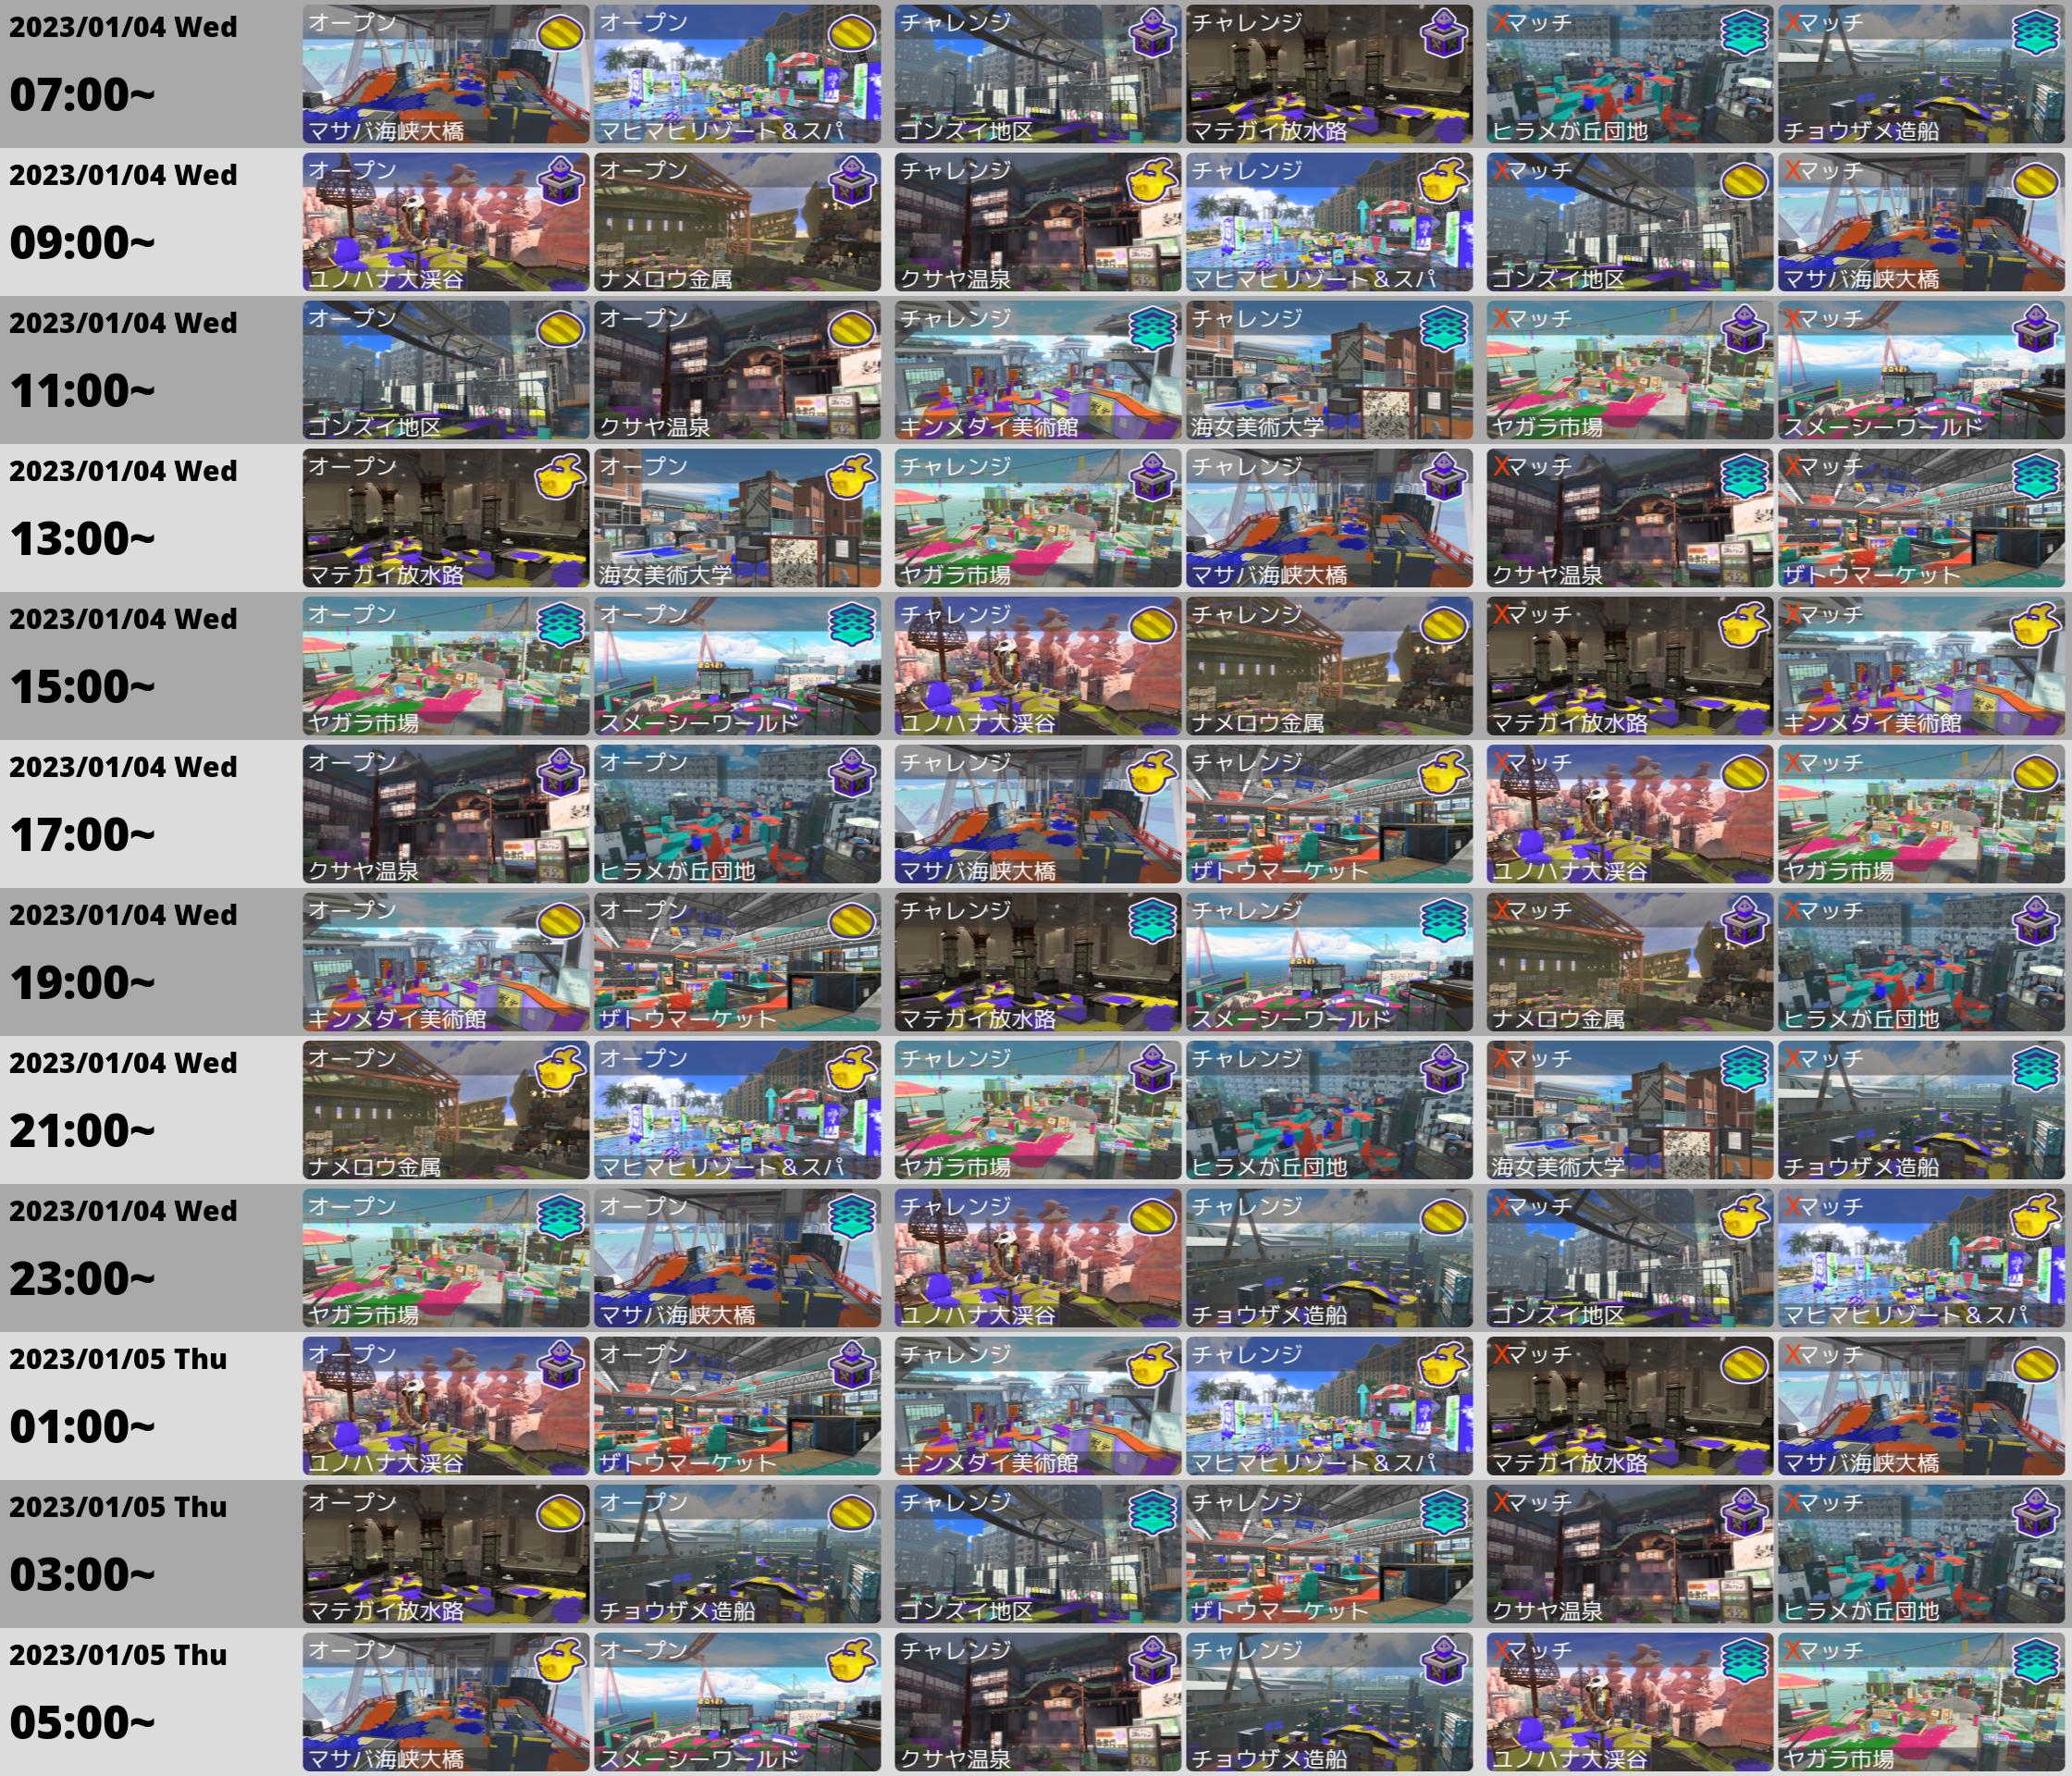 2023/01/04 Wed
07:00~
オープン オープン チャレンジ チャレンジ Xマッチ Xマッチ
マサバ海峡大橋 マヒマヒリゾート＆スパ ゴンズイ地区 マテガイ放水路 ヒラメが丘団地 チョウザメ造船
2023/01/04 Wed
09:00~
オープン オープン チャレンジ チャレンジ Xマッチ Xマッチ
ユノハナ大渓谷 ナメロウ金属 クサヤ温泉 マヒマヒリゾート＆スパ ゴンズイ地区 マサバ海峡大橋
2023/01/04 Wed
11:00~
オープン オープン チャレンジ チャレンジ Xマッチ Xマッチ
ゴンズイ地区 クサヤ温泉 キンメダイ美術館 海女美術大学 ヤガラ市場 スメーシーワールド
2023/01/04 Wed
13:00~
オープン オープン チャレンジ チャレンジ Xマッチ Xマッチ
マテガイ放水路 海女美術大学 ヤガラ市場 マサバ海峡大橋 クサヤ温泉 ザトウマーケット
2023/01/04 Wed
15:00~
オープン オープン チャレンジ チャレンジ Xマッチ Xマッチ
ヤガラ市場 スメーシーワールド ユノハナ大渓谷 ナメロウ金属 マテガイ放水路 キンメダイ美術館
2023/01/04 Wed
17:00~
オープン オープン チャレンジ チャレンジ Xマッチ Xマッチ
クサヤ温泉 ヒラメが丘団地 マサバ海峡大橋 ザトウマーケット ユノハナ大渓谷 ヤガラ市場
2023/01/04 Wed
19:00~
オープン オープン チャレンジ チャレンジ Xマッチ Xマッチ
キンメダイ美術館 ザトウマーケット マテガイ放水路 スメーシーワールド ナメロウ金属 ヒラメが丘団地
2023/01/04 Wed
21:00~
オープン オープン チャレンジ チャレンジ Xマッチ Xマッチ
ナメロウ金属 マヒマヒリゾート＆スパ ヤガラ市場 ヒラメが丘団地 海女美術大学 チョウザメ造船
2023/01/04 Wed
23:00~
オープン オープン チャレンジ チャレンジ Xマッチ Xマッチ
ヤガラ市場 マサバ海峡大橋 ユノハナ大渓谷 チョウザメ造船 ゴンズイ地区 マヒマヒリゾート＆スパ
2023/01/05 Thu
01:00~
オープン オープン チャレンジ チャレンジ Xマッチ Xマッチ
ユノハナ大渓谷 ザトウマーケット キンメダイ美術館 マヒマヒリゾート＆スパ マテガイ放水路 マサバ海峡大橋
2023/01/05 Thu
03:00~
オープン オープン チャレンジ チャレンジ Xマッチ Xマッチ
マテガイ放水路 チョウザメ造船 ゴンズイ地区 ザトウマーケット クサヤ温泉 ヒラメが丘団地
2023/01/05 Thu
05:00~
オープン オープン チャレンジ チャレンジ Xマッチ Xマッチ
マサバ海峡大橋 スメーシーワールド クサヤ温泉 チョウザメ造船 ユノハナ大渓谷 ヤガラ市場